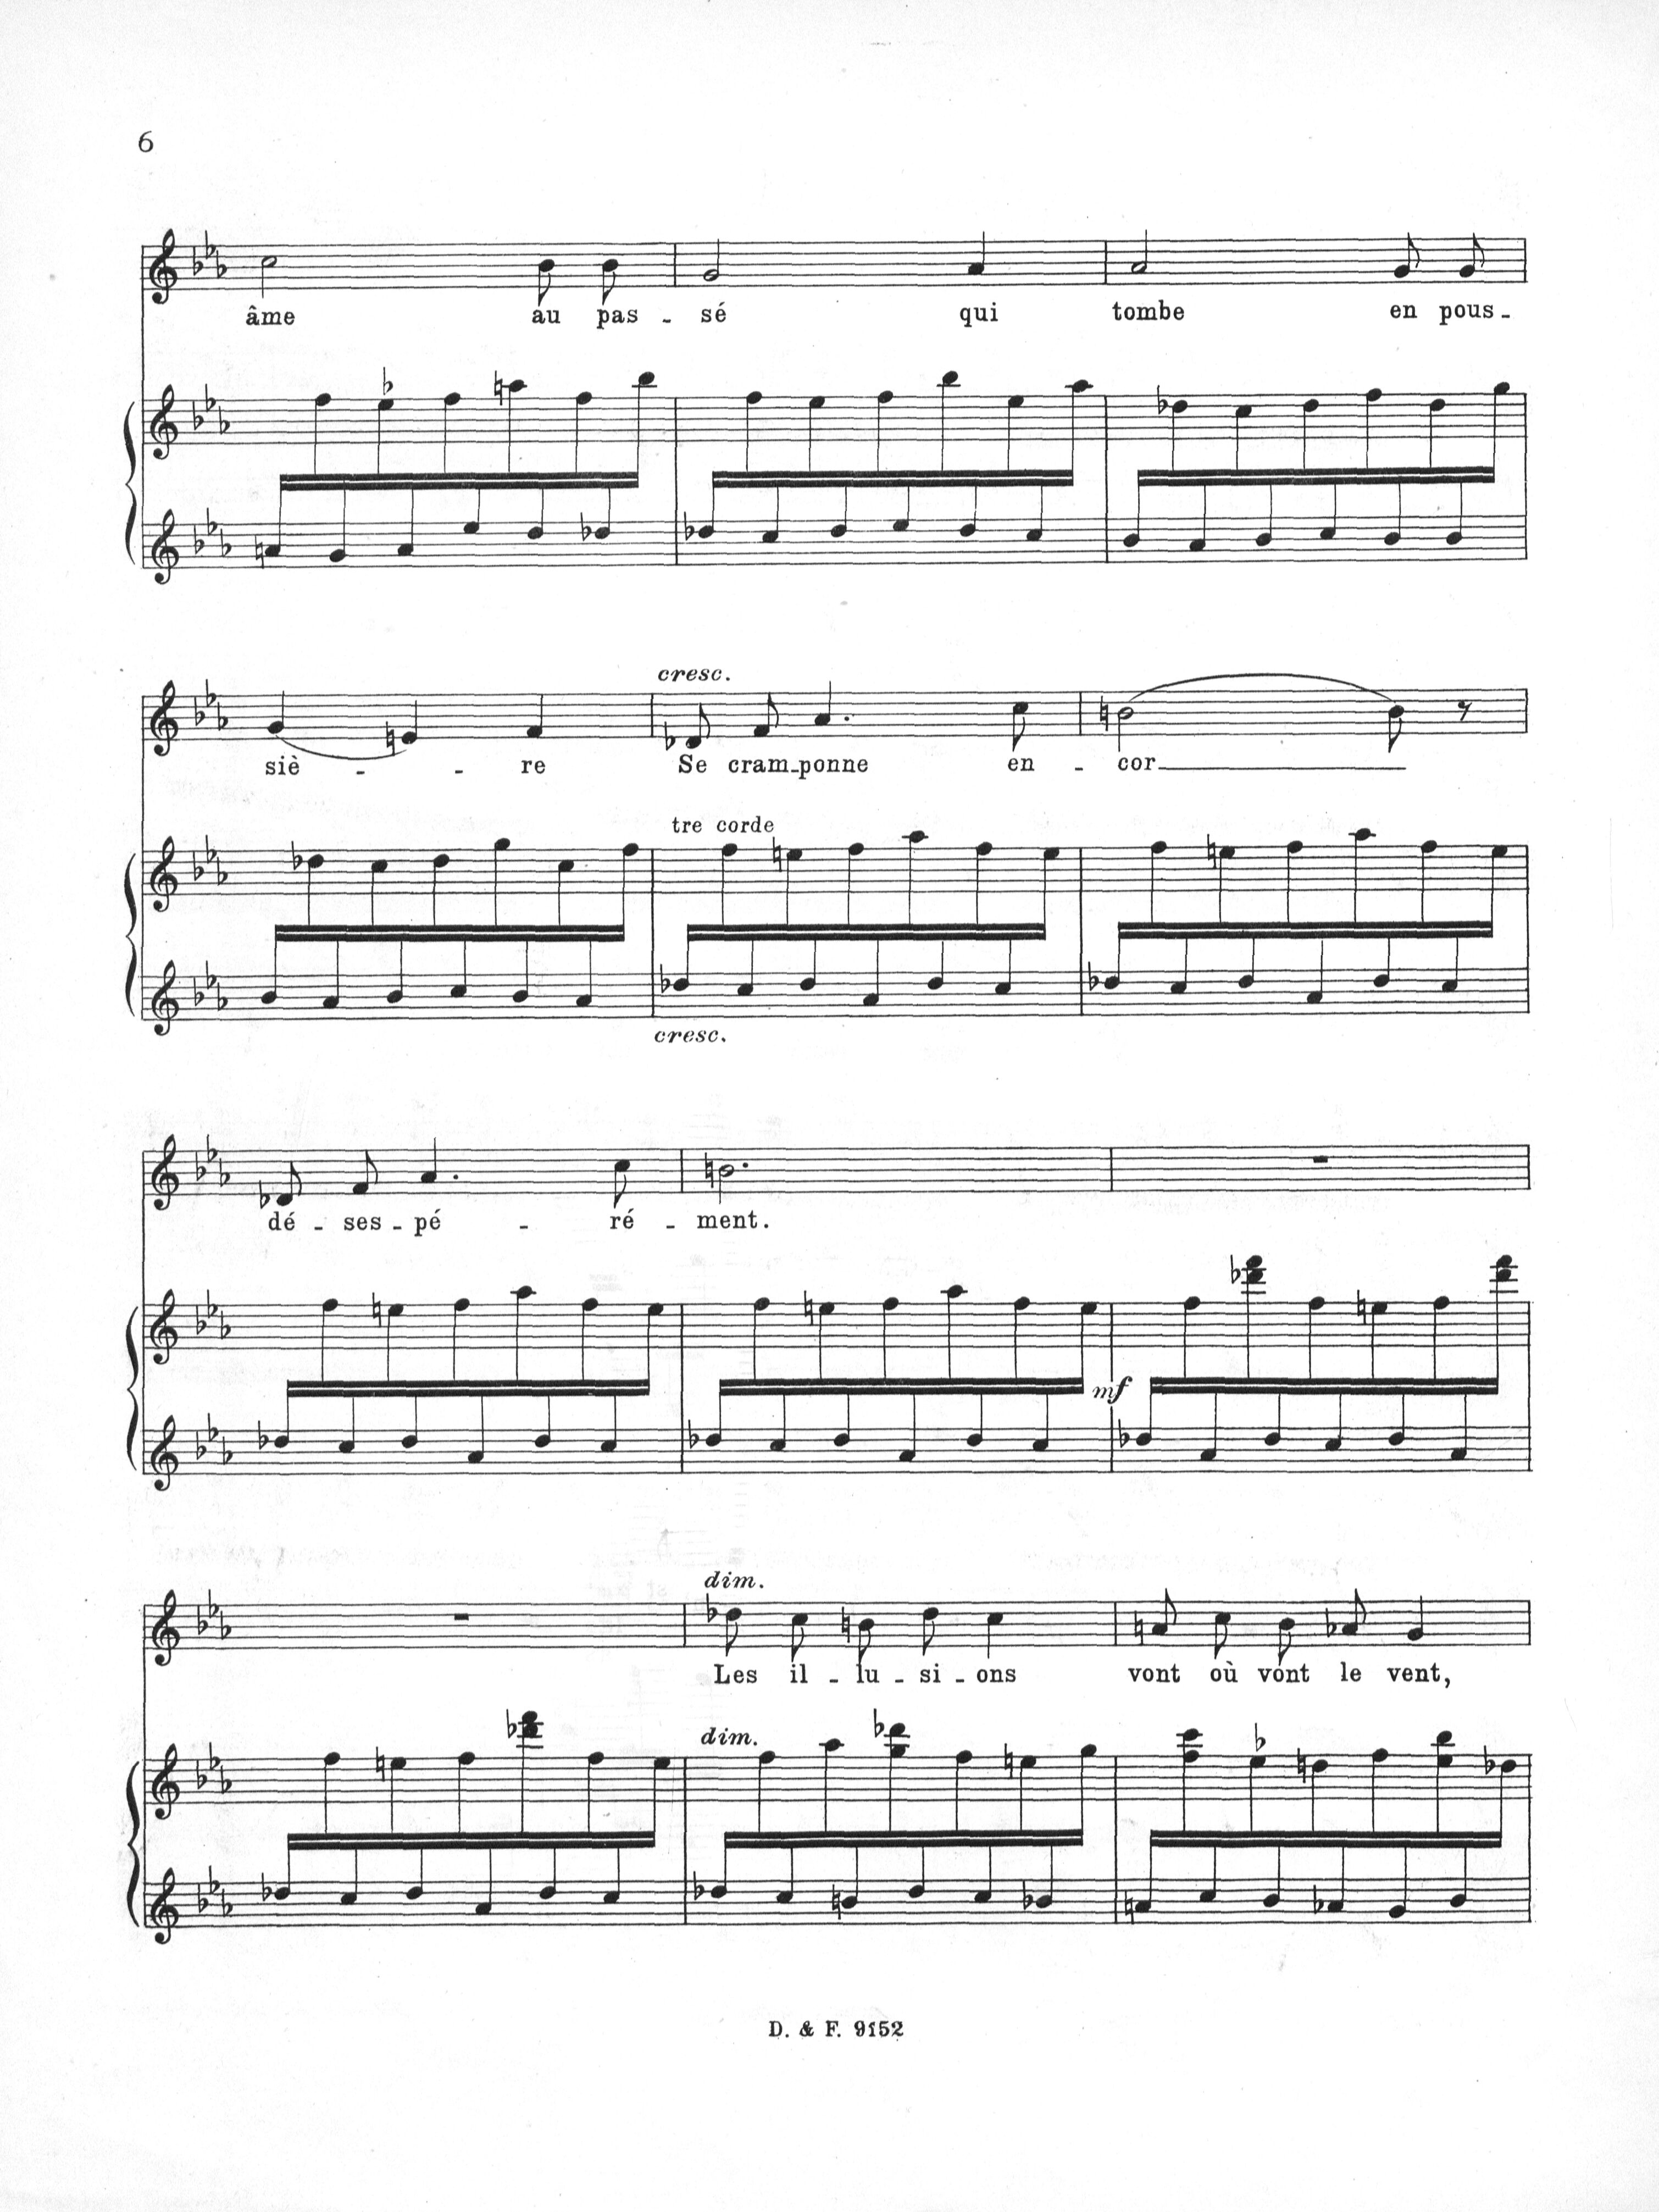 6
âme au pas - sé qui tombe en pous -
siè - - re Se cram - ponne en - cor
cresc.
tre corde
cresc.
dé - ses - pé - ré - ment.
mf
dim.
Les il - lu - si - ons vont où vont le vent,
dim.
D. & F. 9152